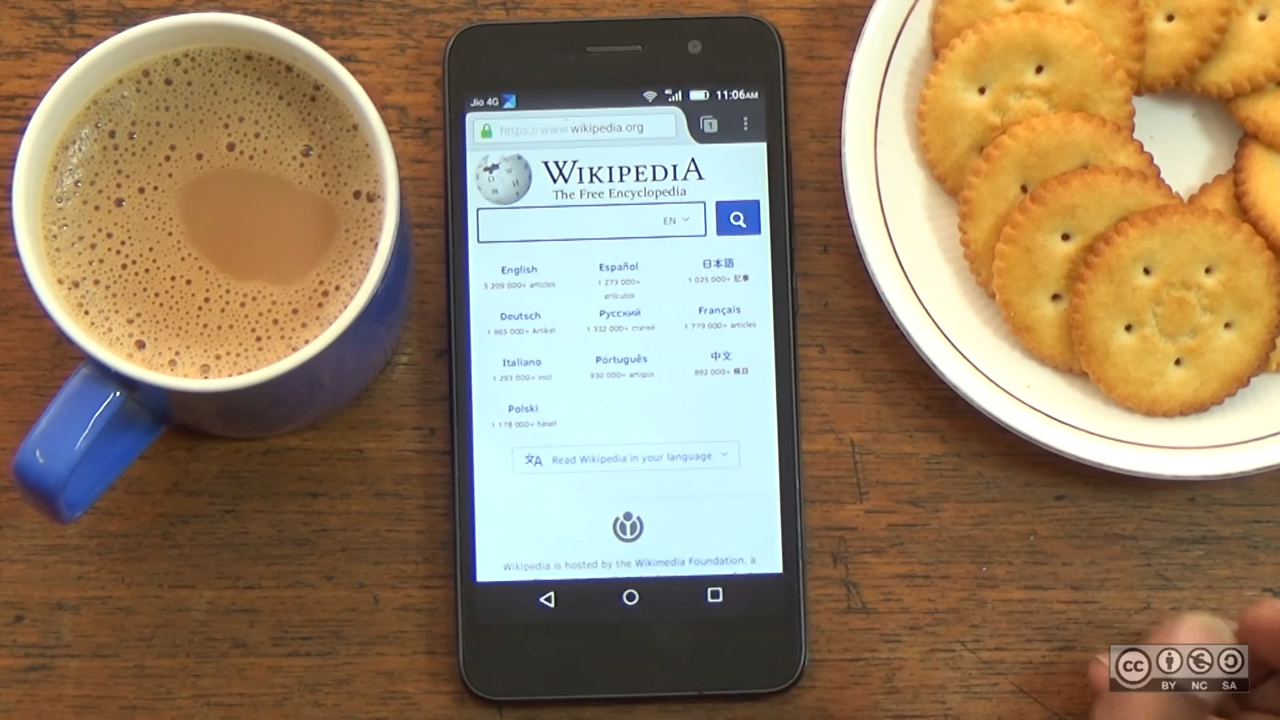 Jio 4G 4G 11:06AM
https://www.wikipedia.org 1
WIKIPEDIA
The Free Encyclopedia
EN
English Español 日本語
5 209 000+ articles 1 273 000+ artículos 1 025 000+ 記事
Deutsch Русский Français
1 965 000+ Artikel 1 332 000+ статей 1 779 000+ articles
Italiano Português 中文
1 293 000+ voci 930 000+ artigos 892 000+ 條目
Polski
1 178 000+ haseł
Read Wikipedia in your language
Wikipedia is hosted by the Wikimedia Foundation, a
cc BY NC SA